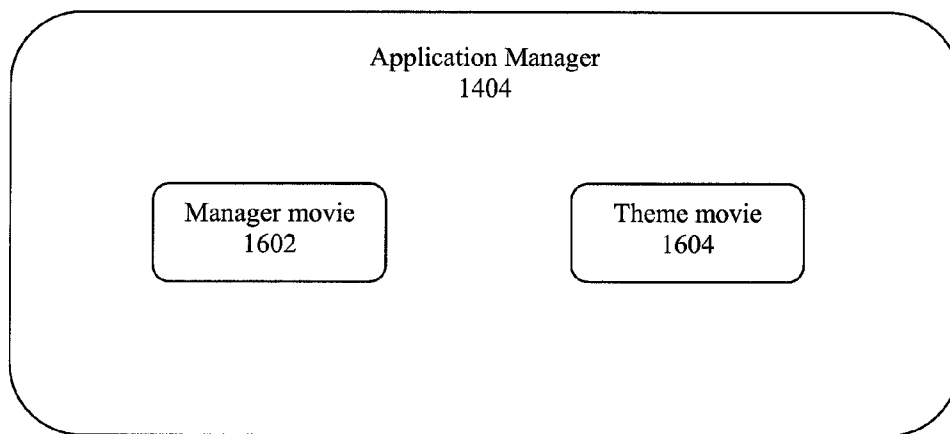 Application Manager
1404
Manager movie
1602
Theme movie
1604